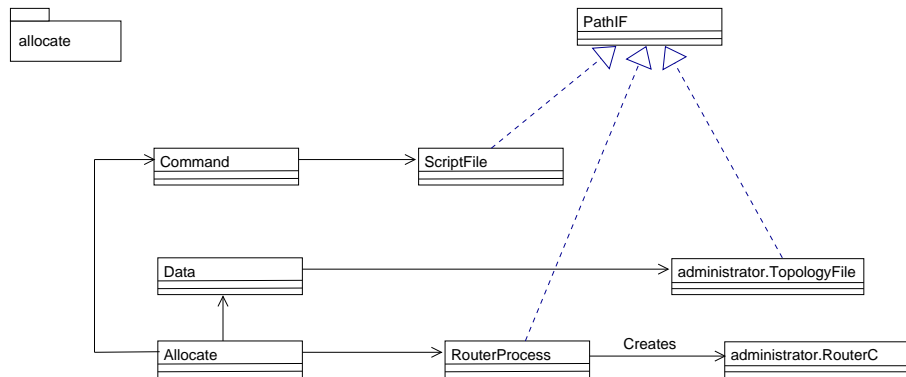 PathIF
allocate
Command
ScriptFile
Data
administrator.TopologyFile
Allocate
RouterProcess
Creates
administrator.RouterC